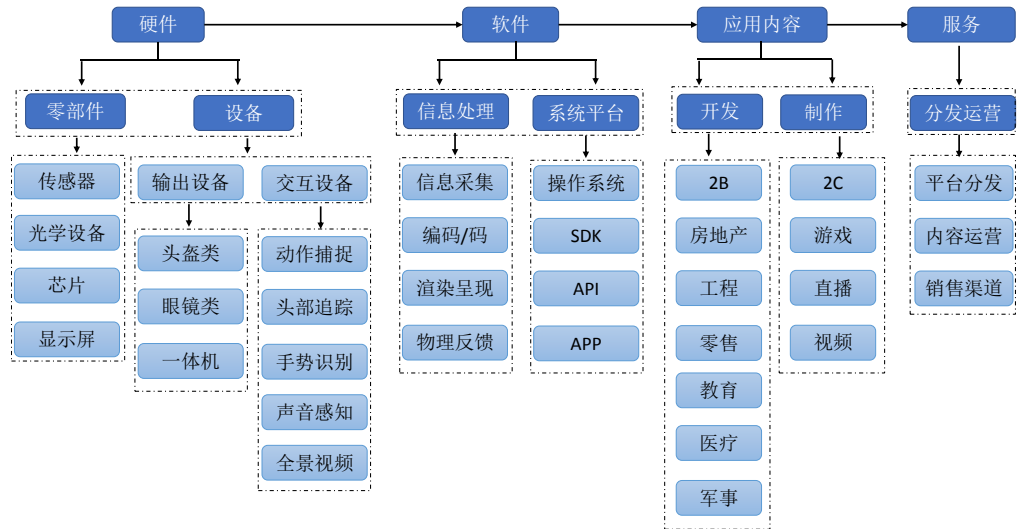 硬件
软件
应用内容
服务
零部件
设备
信息处理
系统平台
开发
制作
分发运营
传感器
光学设备
芯片
显示屏
输出设备
交互设备
头盔类
眼镜类
一体机
动作捕捉
头部追踪
手势识别
声音感知
全景视频
信息采集
编码/码
渲染呈现
物理反馈
操作系统
SDK
API
APP
2B
房地产
工程
零售
教育
医疗
军事
2C
游戏
直播
视频
平台分发
内容运营
销售渠道